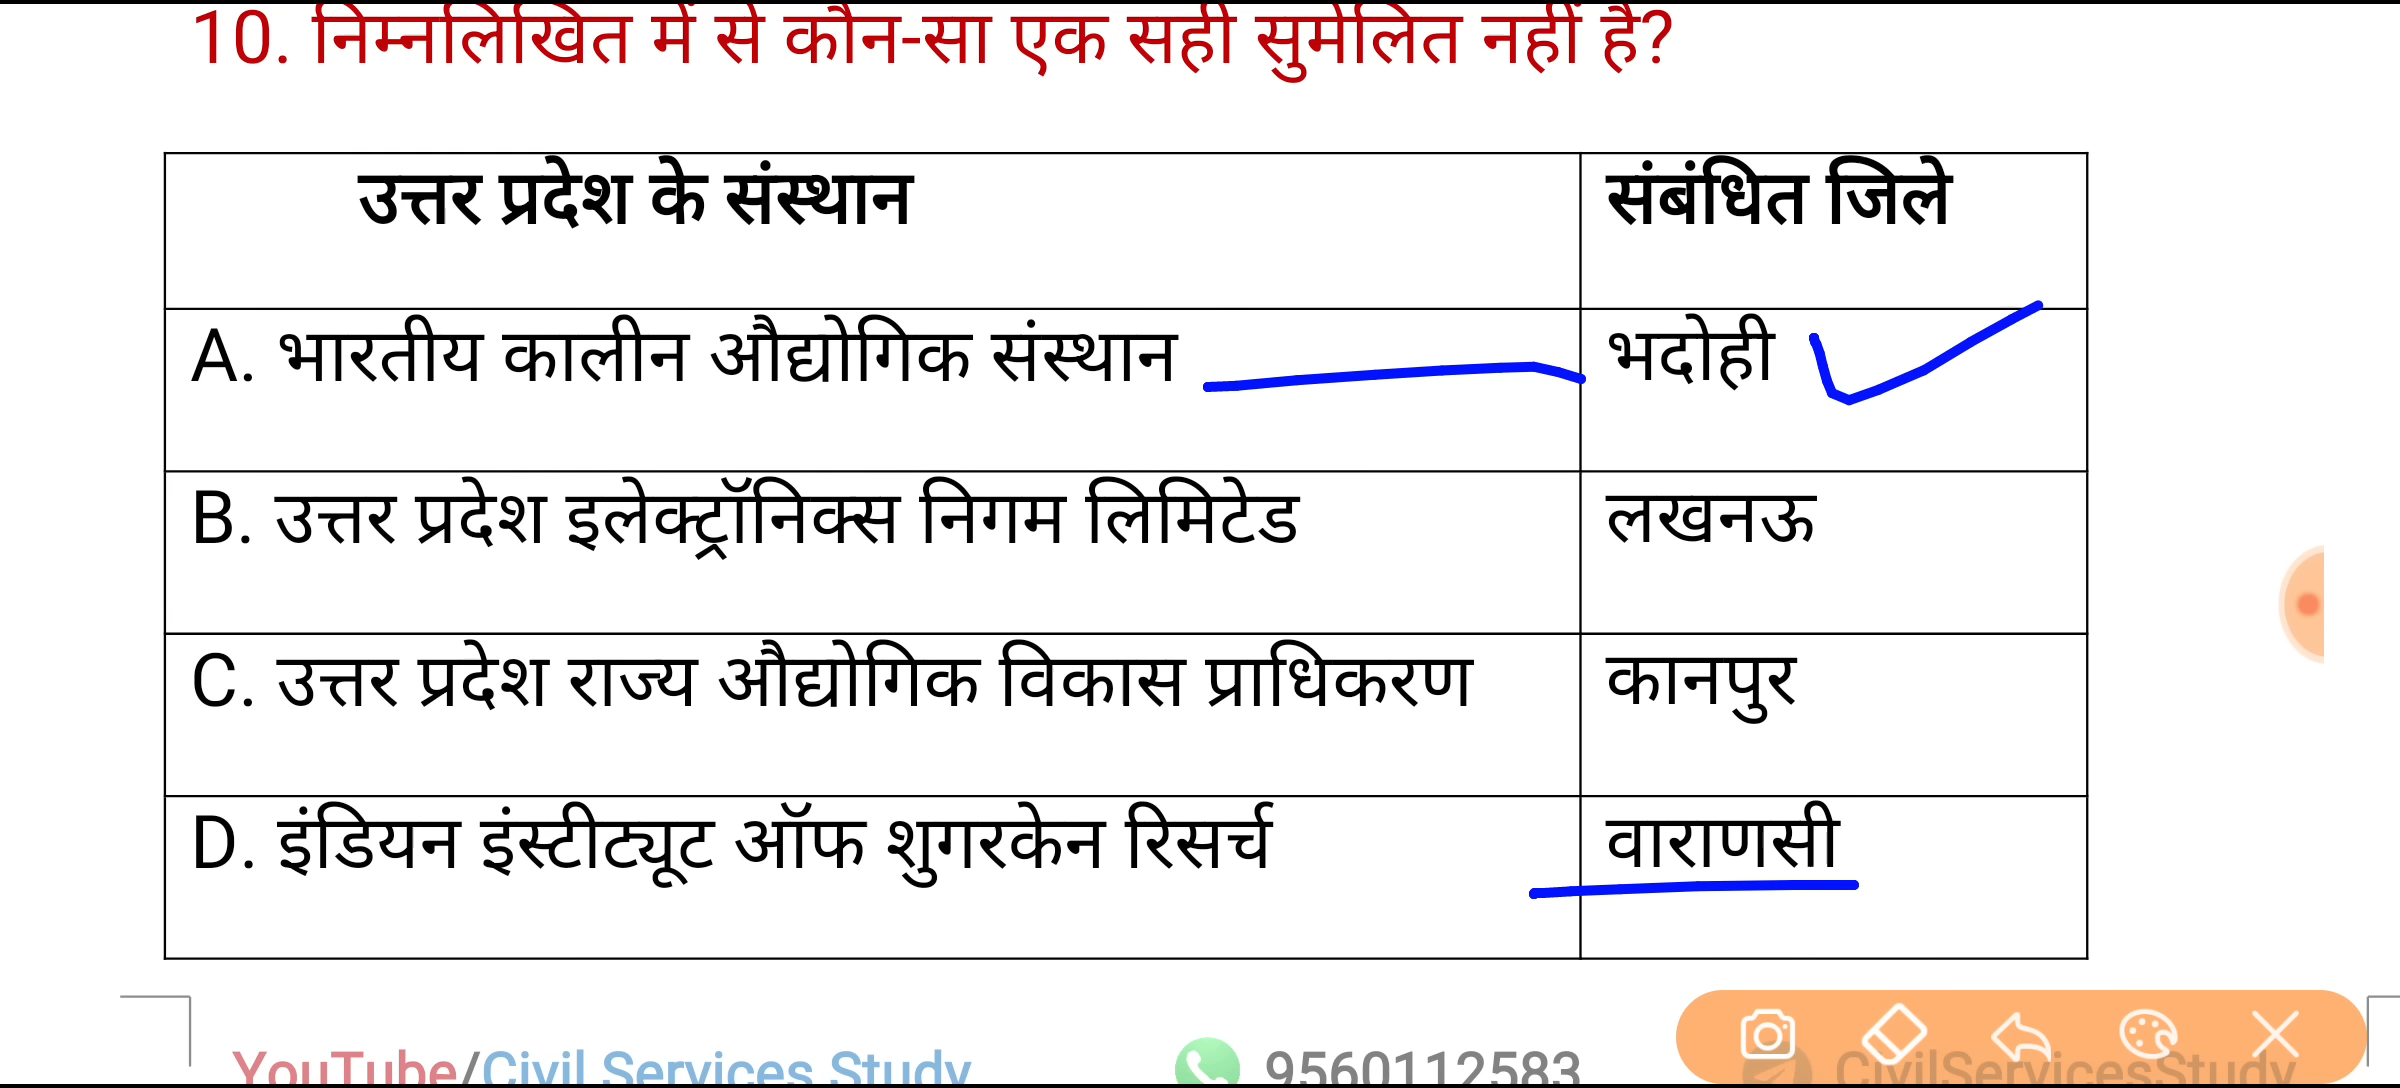 10. निम्नलिखित में से कौन-सा एक सही सुमेलित नहीं है?
उत्तर प्रदेश के संस्थान संबंधित जिले
A. भारतीय कालीन औद्योगिक संस्थान भदोही
B. उत्तर प्रदेश इलेक्ट्रॉनिक्स निगम लिमिटेड लखनऊ
C. उत्तर प्रदेश राज्य औद्योगिक विकास प्राधिकरण कानपुर
D. इंडियन इंस्टीट्यूट ऑफ शुगरकेन रिसर्च वाराणसी
YouTube/Civil Services Study 9560112583 CivilServicesStudy